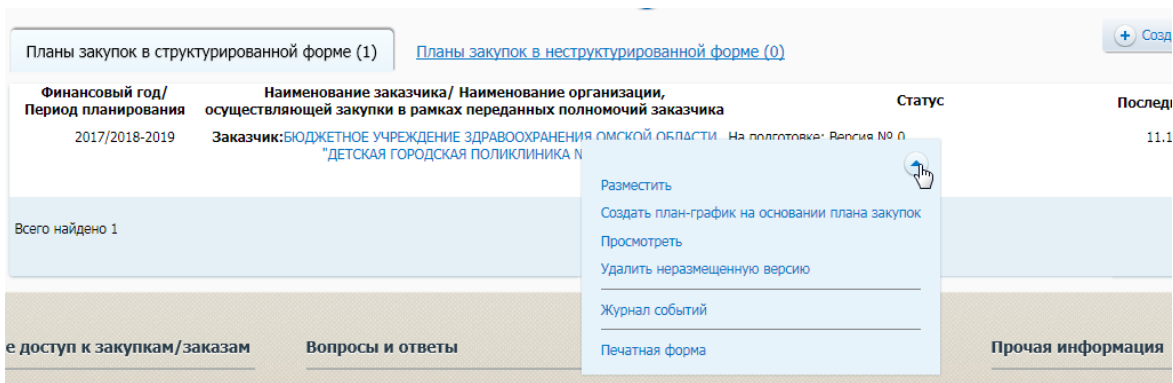 Планы закупок в структурированной форме (1)
Планы закупок в неструктурированной форме (0)
Финансовый год/
Период планирования
Наименование заказчика/ Наименование организации,
осуществляющей закупки в рамках переданных полномочий заказчика
Статус
2017/2018-2019
Заказчик:БЮДЖЕТНОЕ УЧРЕЖДЕНИЕ ЗДРАВООХРАНЕНИЯ ОМСКОЙ ОБЛАСТИ
"ДЕТСКАЯ ГОРОДСКАЯ ПОЛИКЛИНИКА
На подготовке: Версия № 0
11.1
Разместить
Создать план-график на основании плана закупок
Просмотреть
Удалить неразмещенную версию
Журнал событий
Печатная форма
Всего найдено 1
доступ к закупкам/заказам
Вопросы и ответы
Прочая информация